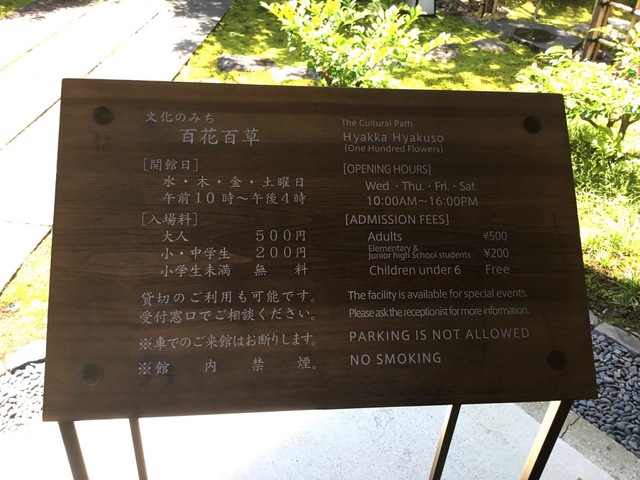 文化のみち
百花百草
The Cultural Path
Hyakka Hyakuso
(One Hundred Flowers)
[開館日]
水・木・金・土曜日
午前10時〜午後4時
[OPENING HOURS]
Wed・Thu.・Fri・Sat.
10:00AM~16:00PM
[入場料]
大人 500円
小・中学生 200円
小学生未満 無料
[ADMISSION FEES]
Adults ¥500
Elementary &
Junior high School students ¥200
Children under 6 Free
貸切のご利用も可能です。
受付窓口でご相談ください。
The facility is available for special events.
Please ask the receptionist for more information.
※車でのご来館はお断りします。
PARKING IS NOT ALLOWED
※館内禁煙。
NO SMOKING